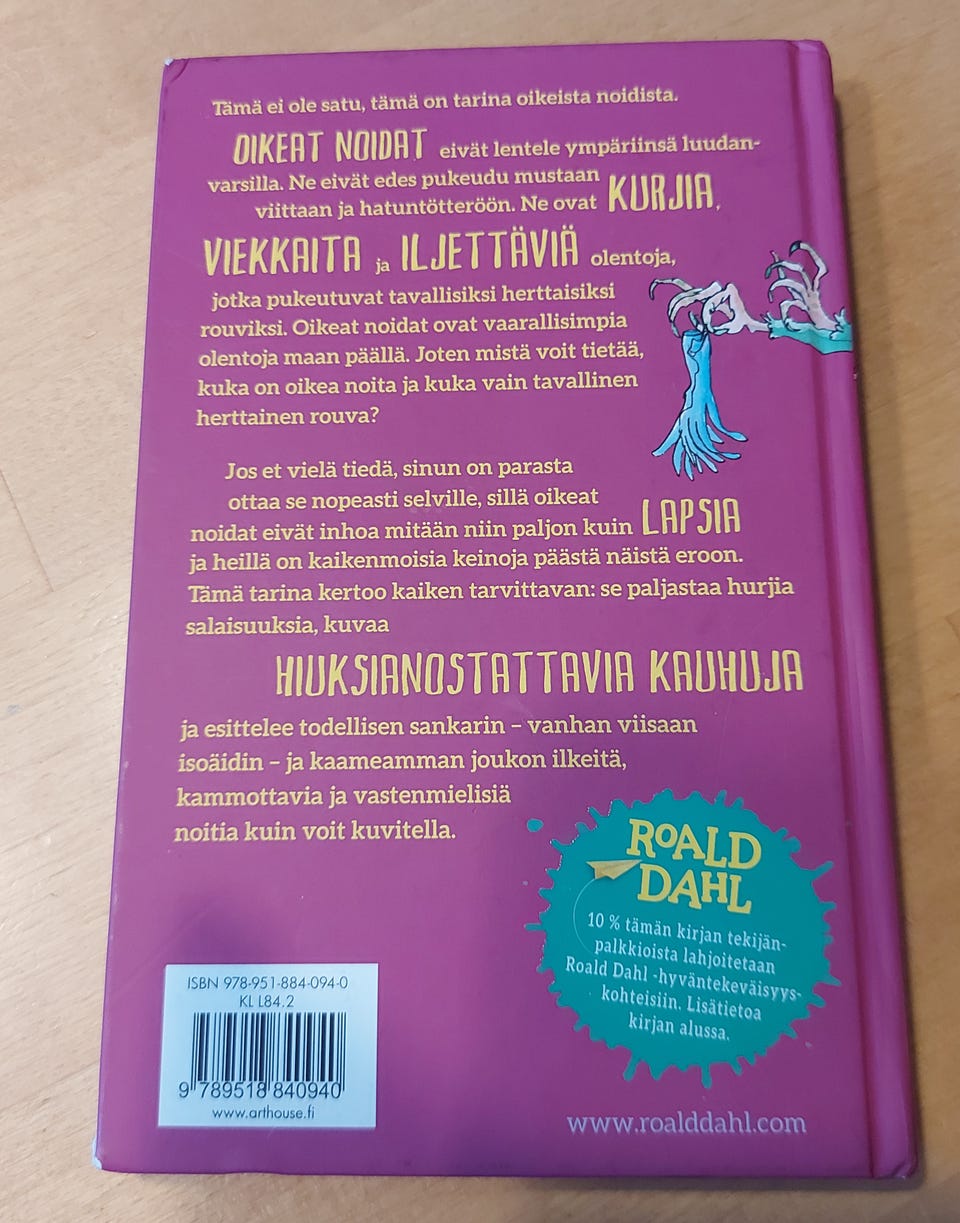 Tämä ei ole satu, tämä on tarina oikeista noidista.
OIKEAT NOIDAT eivät lentele ympäriinsä luudan-
varsilla. Ne eivät edes pukeudu mustaan
viittaan ja hatuntötteröön. Ne ovat KURJIA,
VIEKKAITA ja ILJETTÄVIÄ olentoja,
jotka pukeutuvat tavallisiksi herttaisiksi
rouviksi. Oikeat noidat ovat vaarallisimpia
olentoja maan päällä. Joten mistä voit tietää,
kuka on oikea noita ja kuka vain tavallinen
herttainen rouva?
Jos et vielä tiedä, sinun on parasta
ottaa se nopeasti selville, sillä oikeat
noidat eivät inhoa mitään niin paljon kuin LAPSIA
ja heillä on kaikenmoisia keinoja päästä näistä eroon.
Tämä tarina kertoo kaiken tarvittavan: se paljastaa hurjia
salaisuuksia, kuvaa
HIUKSIANOSTATTAVIA KAUHUJA
ja esittelee todellisen sankarin – vanhan viisaan
isoäidin – ja kaameamman joukon ilkeitä,
kammottavia ja vastenmielisiä
noitia kuin voit kuvitella.
ROALD
DAHL
10 % tämän kirjan tekijän-
palkkioista lahjoitetaan
Roald Dahl -hyväntekeväisyys-
kohteisiin. Lisätietoa
kirjan alussa.
ISBN 978-951-884-094-0
KL L84.2
9 789518 840940
www.arthouse.fi
www.roalddahl.com